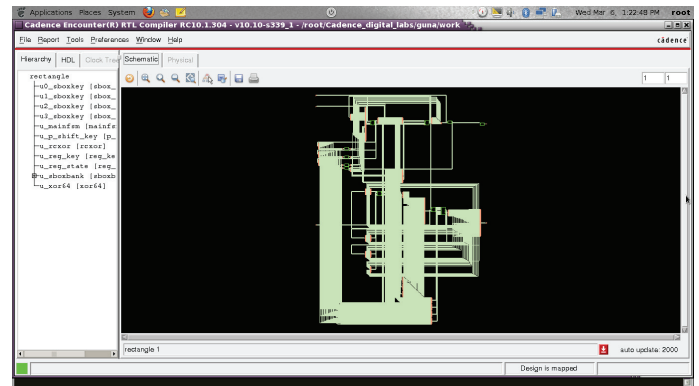 Applications Places System Wed Mar 6, 1:22:48 PM root
Cadence Encounter(R) RTL Compiler RC10.1.304 - v10.10-s339_1 - /root/Cadence_digital_labs/guna/work
File Report Tools Preferences Window Help cādence
Hierarchy HDL Clock Tree Schematic Physical
1 1
rectangle
u0_sboxkey [sbox_
u1_sboxkey [sbox_
u2_sboxkey [sbox_
u3_sboxkey [sbox_
u_mainfsm [mainfs
u_p_shift_key [p_
u_rcxor [rcxor]
u_reg_key [reg_ke
u_reg_state [reg_
u_sboxbank [sboxb
u_xor64 [xor64]
rectangle 1 auto update: 2000
Design is mapped